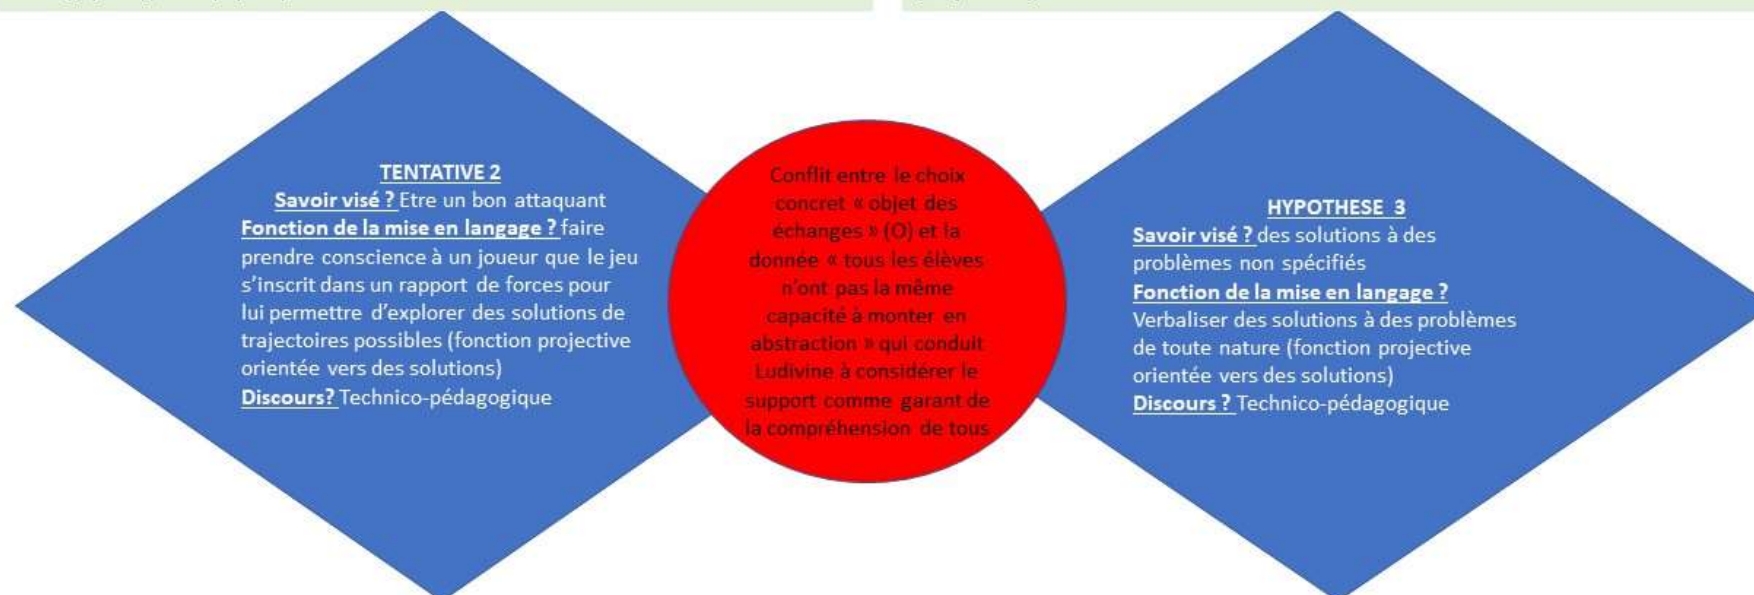 TENTATIVE 2
Savoir visé ? Etre un bon attaquant
Fonction de la mise en langage ? faire
prendre conscience à un joueur que le jeu
s'inscrit dans un rapport de forces pour
lui permettre d'explorer des solutions de
trajectoires possibles (fonction projective
orientée vers des solutions)
Discours? Technico-pédagogique
Conflit entre le choix
concret « objet des
échanges » (O) et la
donnée « tous les élèves
n'ont pas la même
capacité à monter en
abstraction » qui conduit
Ludivine à considérer le
support comme garant de
la compréhension de tous
HYPOTHESE 3
Savoir visé ? des solutions à des
problèmes non spécifiés
Fonction de la mise en langage ?
Verbaliser des solutions à des problèmes
de toute nature (fonction projective
orientée vers des solutions)
Discours ? Technico-pédagogique